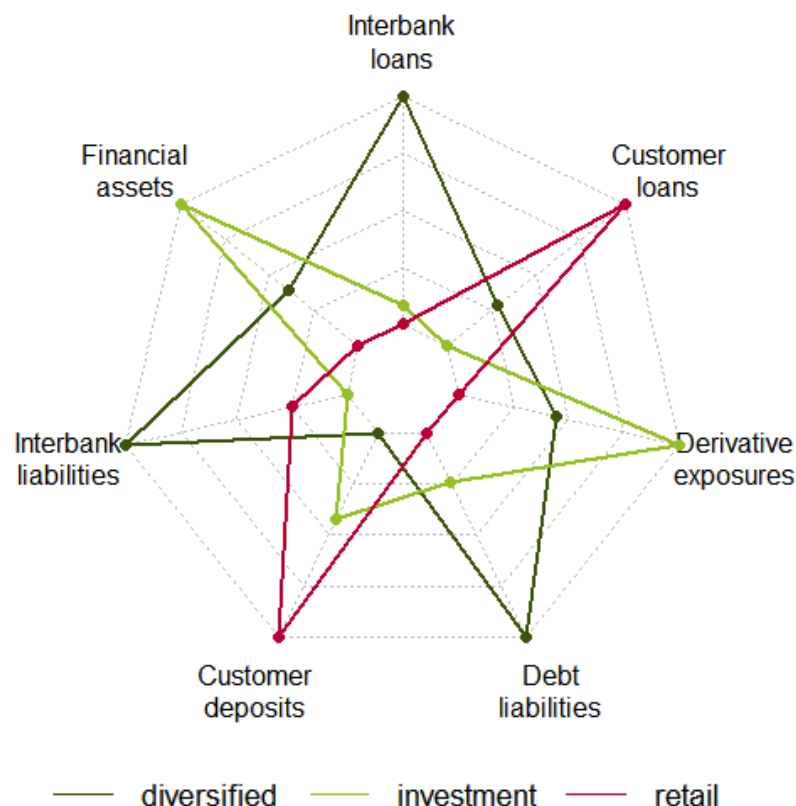 Interbank
loans
Financial
assets
Customer
loans
Interbank
liabilities
Derivative
exposures
Customer
deposits
Debt
liabilities
diversified
investment
retail